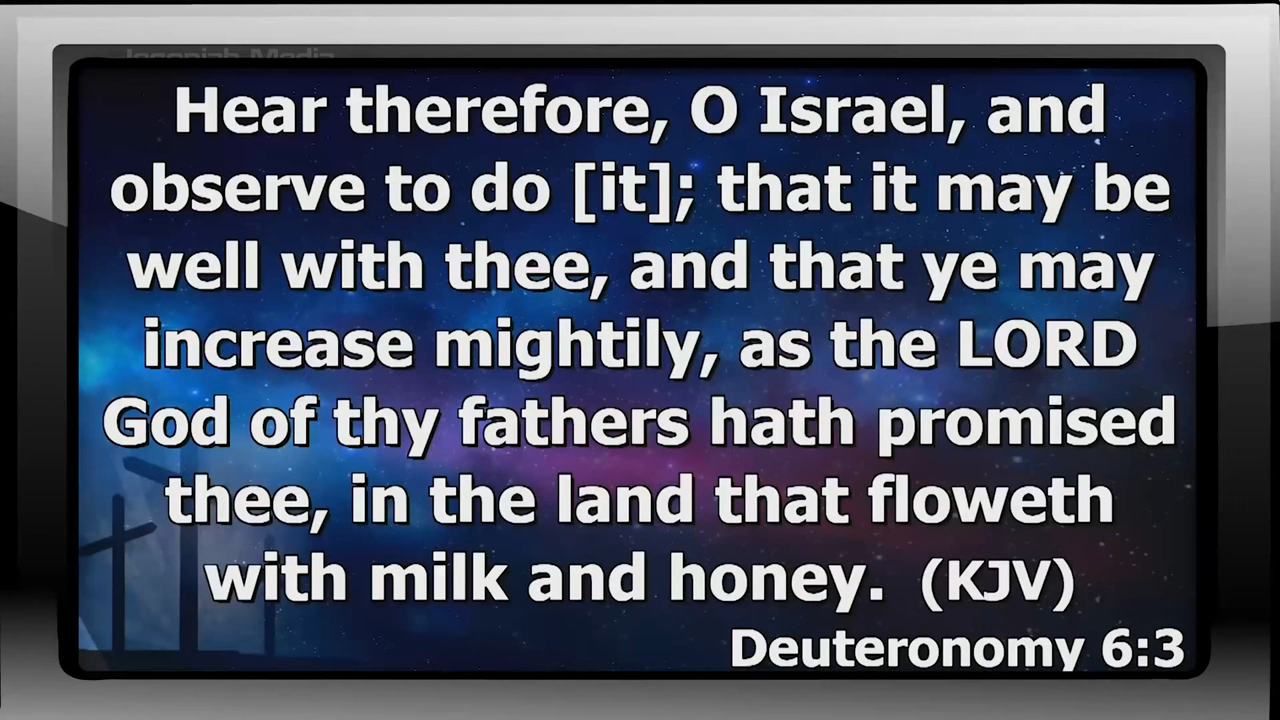 Hear therefore, O Israel, and
observe to do [it]; that it may be
well with thee, and that ye may
increase mightily, as the LORD
God of thy fathers hath promised
thee, in the land that floweth
with milk and honey. (KJV)
Deuteronomy 6:3